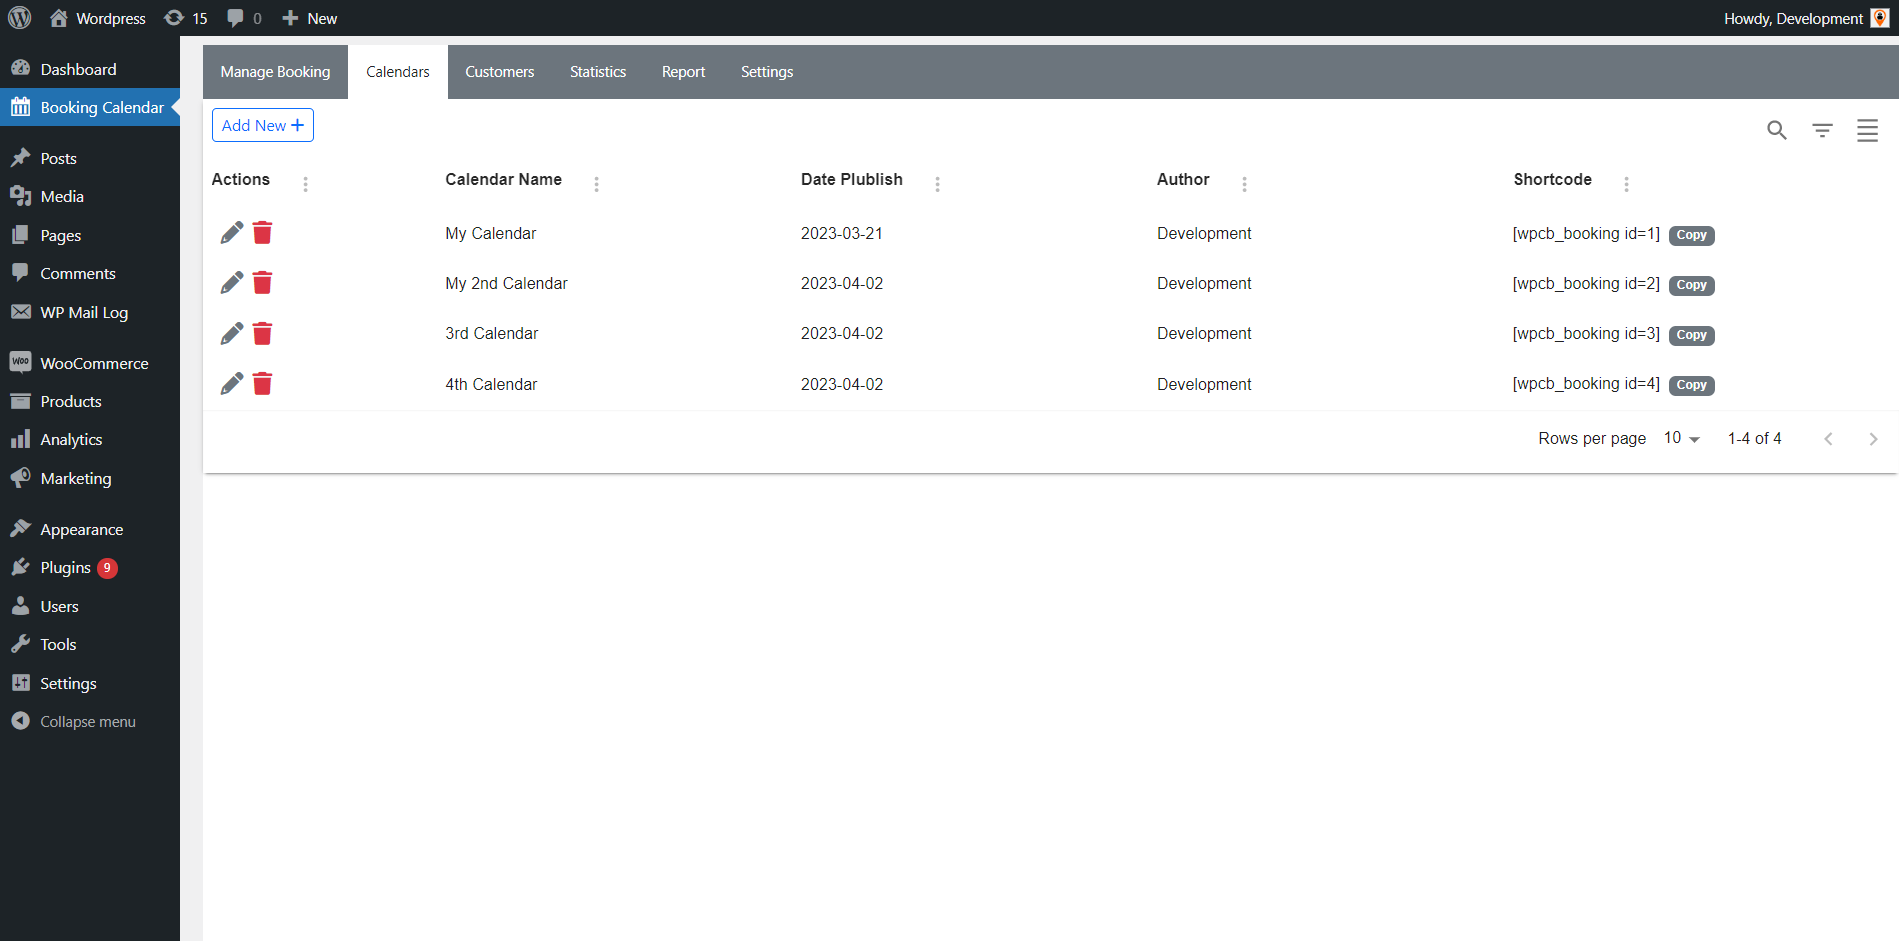 Wordpress 15 0 New Howdy, Development
Dashboard
Booking Calendar
Posts
Media
Pages
Comments
WP Mail Log
Woo WooCommerce
Products
Analytics
Marketing
Appearance
Plugins 9
Users
Tools
Settings
Collapse menu
Manage Booking Calendars Customers Statistics Report Settings
Add New +
Actions Calendar Name Date Plublish Author Shortcode
My Calendar 2023-03-21 Development [wpcb_booking id=1] Copy
My 2nd Calendar 2023-04-02 Development [wpcb_booking id=2] Copy
3rd Calendar 2023-04-02 Development [wpcb_booking id=3] Copy
4th Calendar 2023-04-02 Development [wpcb_booking id=4] Copy
Rows per page 10 1-4 of 4